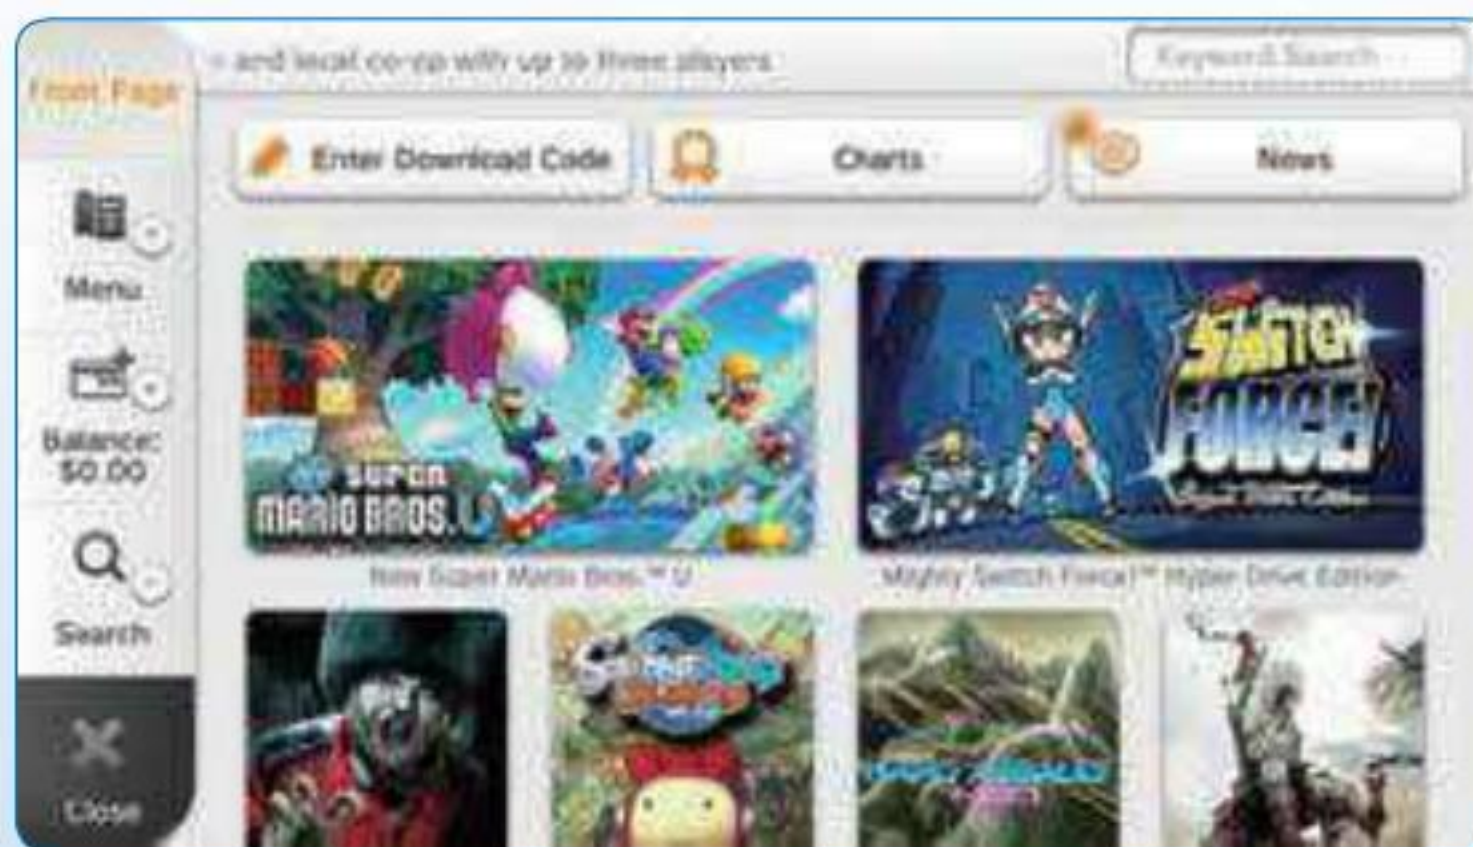 Front Page
and local co-op with up to three players
Keyword Search
Enter Download Code
Charts
News
Menu
Balance:
$0.00
Search
Close
SUPER
MARIO BROS. U
SWITCH
FORCE!
New Super Mario Bros.™ U
Mighty Switch Force!™ Hyper Drive Edition